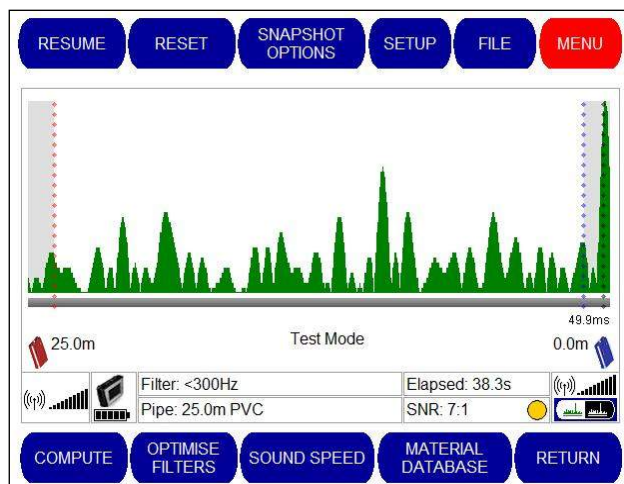 RESUME
RESET
SNAPSHOT
OPTIONS
SETUP
FILE
MENU
49.9ms
25.0m
Test Mode
0.0m
Filter: <300Hz
Elapsed: 38.3s
Pipe: 25.0m PVC
SNR: 7:1
COMPUTE
OPTIMISE
FILTERS
SOUND SPEED
MATERIAL
DATABASE
RETURN